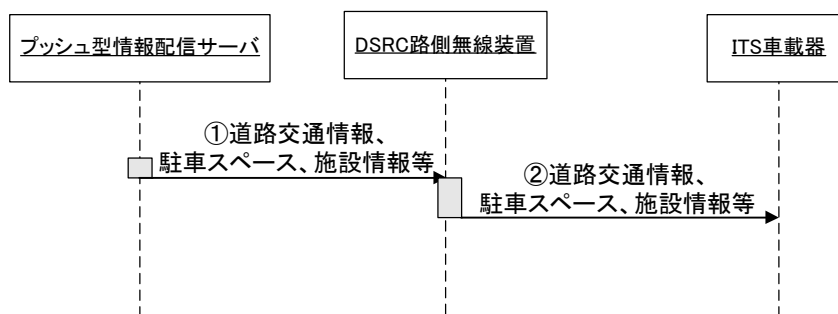 プッシュ型情報配信サーバ
DSRC路側無線装置
ITS車載器
①道路交通情報、
駐車スペース、施設情報等
②道路交通情報、
駐車スペース、施設情報等